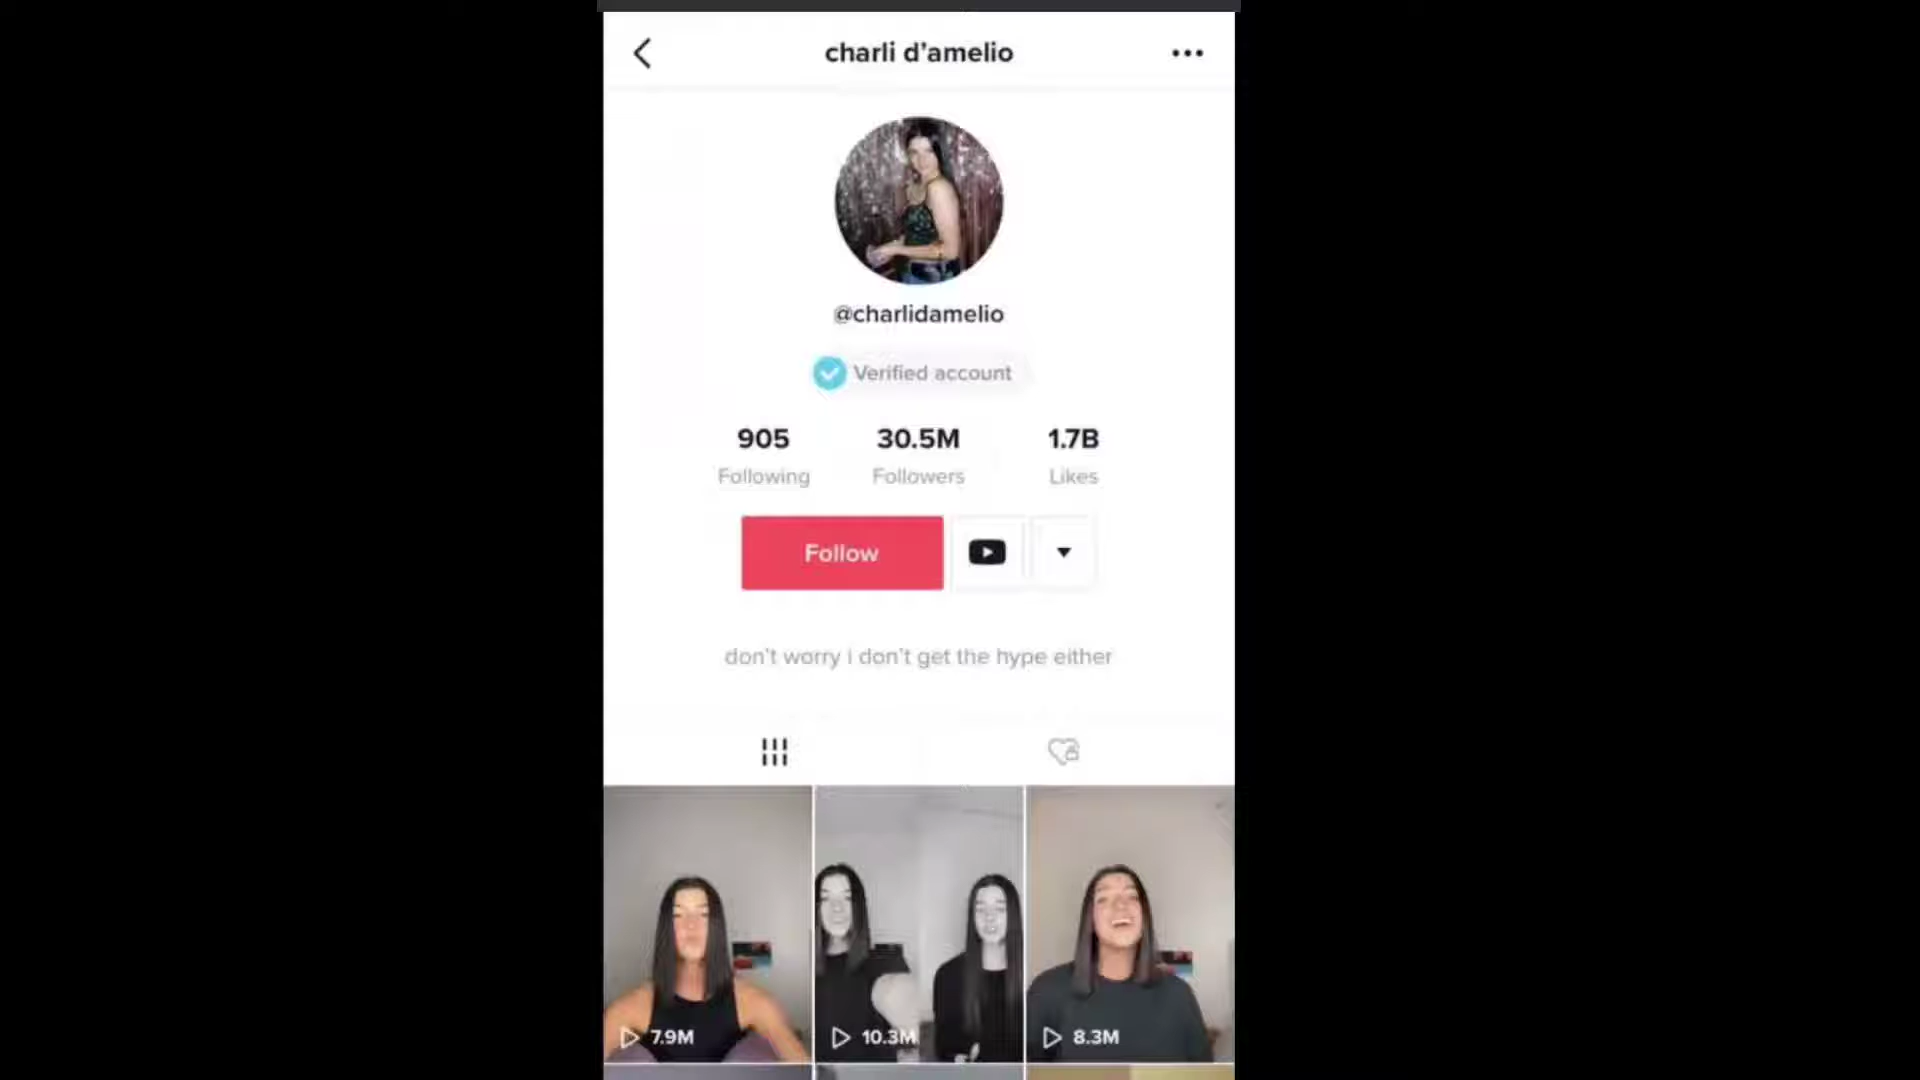 charli d'amelio
@charlidamelio
Verified account
905 30.5M 1.7B
Following Followers Likes
Follow
don't worry i don't get the hype either
7.9M 10.3M 8.3M